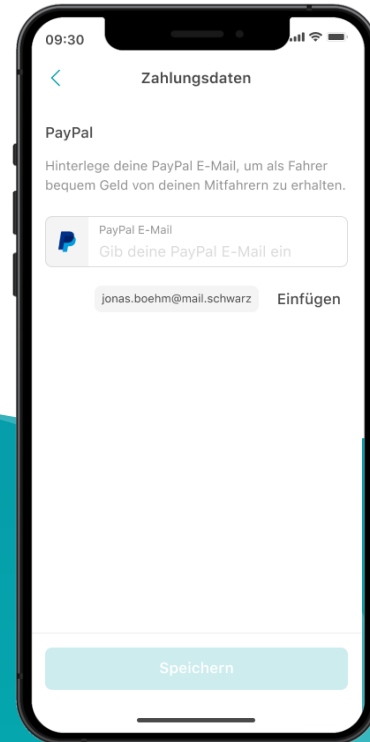 09:30
Zahlungsdaten
PayPal
Hinterlege deine PayPal E-Mail, um als Fahrer
bequem Geld von deinen Mitfahrern zu erhalten.
PayPal E-Mail
Gib deine PayPal E-Mail ein
jonas.boehm@mail.schwarz Einfügen
Speichern